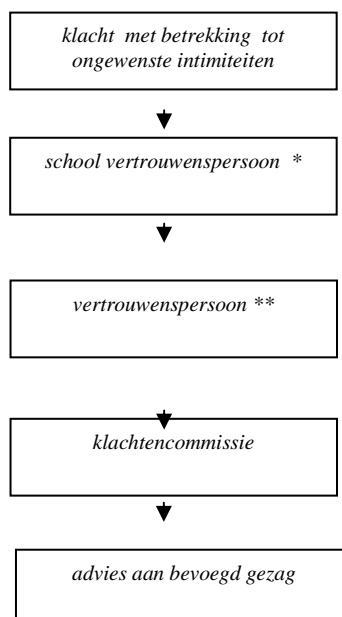 klacht met betrekking tot
ongewenste intimiteiten
school vertrouwenspersoon *
vertrouwenspersoon **
klachtencommissie
advies aan bevoegd gezag